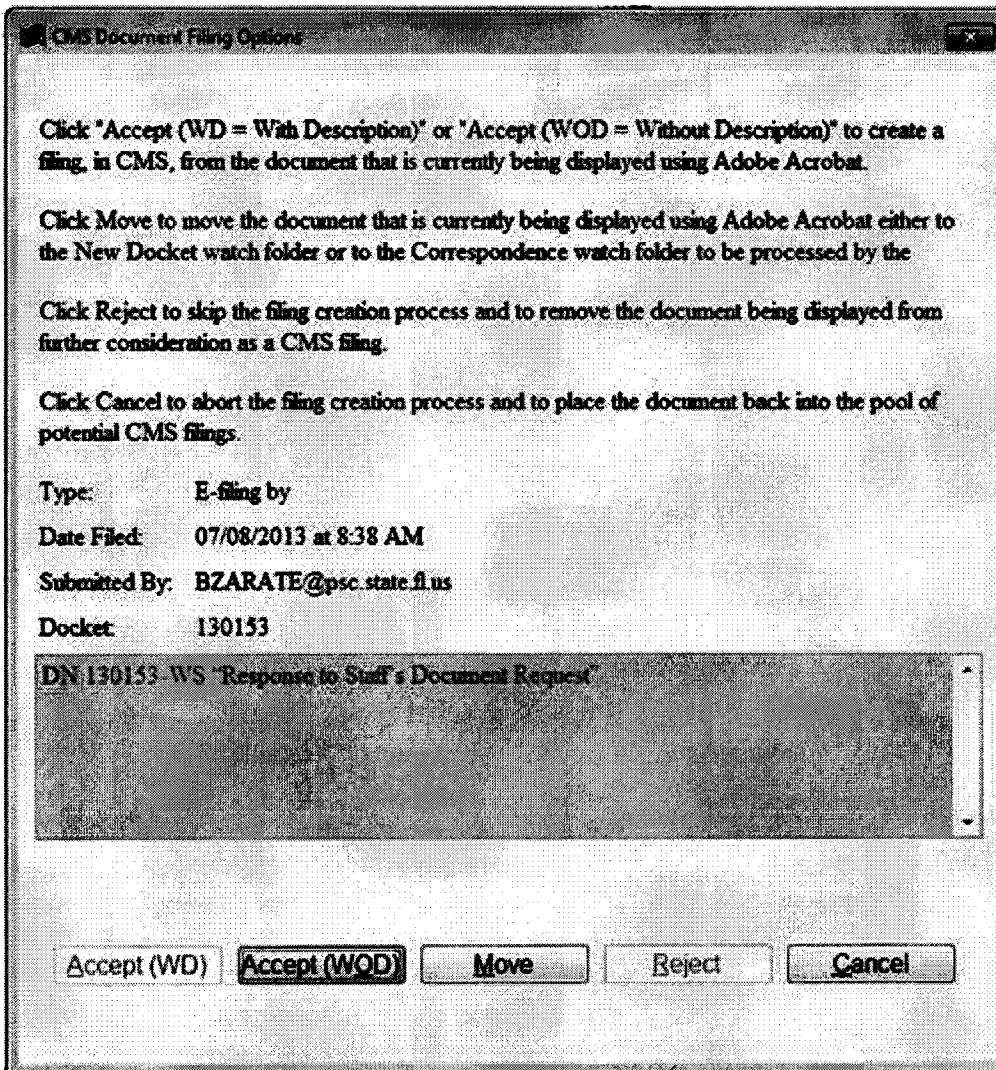 CMS Document Filing Options
Click "Accept (WD = With Description)" or "Accept (WOD = Without Description)" to create a
filing, in CMS, from the document that is currently being displayed using Adobe Acrobat.
Click Move to move the document that is currently being displayed using Adobe Acrobat either to
the New Docket watch folder or to the Correspondence watch folder to be processed by the
Click Reject to skip the filing creation process and to remove the document being displayed from
further consideration as a CMS filing.
Click Cancel to abort the filing creation process and to place the document back into the pool of
potential CMS filings.
Type: E-filing by
Date Filed: 07/08/2013 at 8:38 AM
Submitted By: BZARATE@psc.state.fl.us
Docket: 130153
DN 130153-WS "Response to Staff's Document Request"
Accept (WD) Accept (WOD) Move Reject Cancel